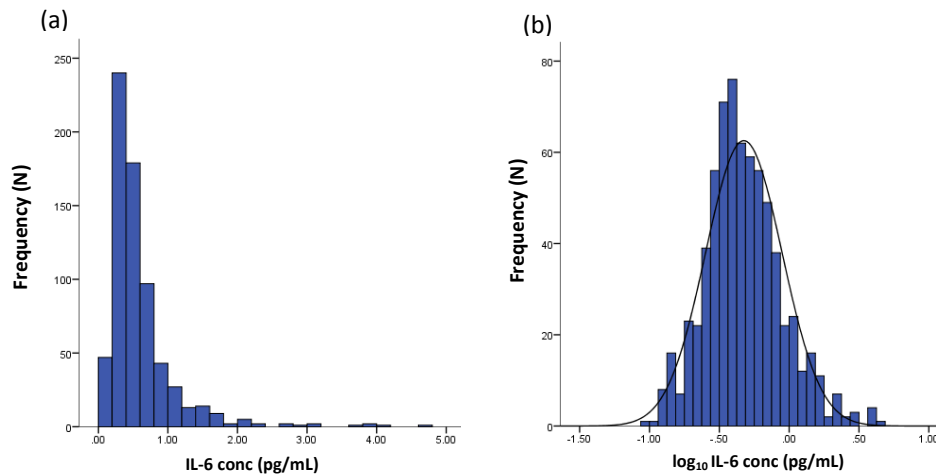 (a)
Frequency (N)
250
200
150
100
50
0
.00 1.00 2.00 3.00 4.00 5.00
IL-6 conc (pg/mL)
(b)
Frequency (N)
80
60
40
20
0
-1.50 -1.00 -.50 .00 .50 1.00
log₁₀ IL-6 conc (pg/mL)